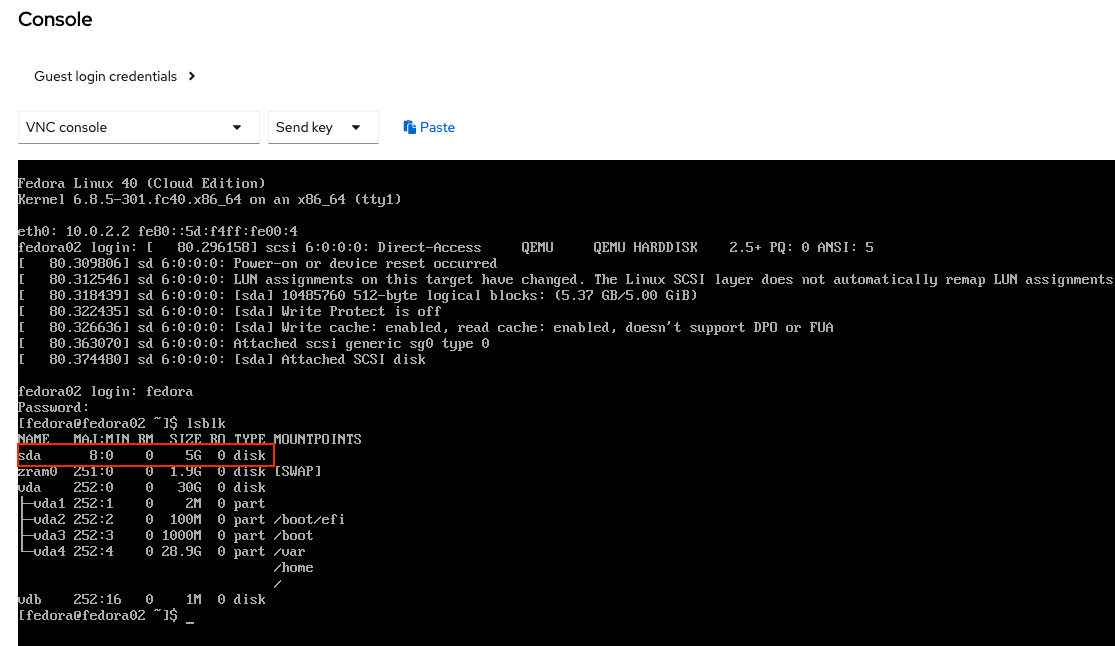 Console
Guest login credentials
VNC console Send key Paste
Fedora Linux 40 (Cloud Edition)
Kernel 6.8.5-301.fc40.x86_64 on an x86_64 (tty1)
eth0: 10.0.2.2 fe80::5d:f4ff:fe00:4
fedora02 login: [   80.296158] scsi 6:0:0:0: Direct-Access     QEMU     QEMU HARDDISK    2.5+ PQ: 0 ANSI: 5
[   80.309806] sd 6:0:0:0: Power-on or device reset occurred
[   80.312546] sd 6:0:0:0: LUN assignments on this target have changed. The Linux SCSI layer does not automatically remap LUN assignments
[   80.318439] sd 6:0:0:0: [sda] 10485760 512-byte logical blocks: (5.37 GB/5.00 GiB)
[   80.322435] sd 6:0:0:0: [sda] Write Protect is off
[   80.326636] sd 6:0:0:0: [sda] Write cache: enabled, read cache: enabled, doesn't support DPO or FUA
[   80.363070] sd 6:0:0:0: Attached scsi generic sg0 type 0
[   80.374480] sd 6:0:0:0: [sda] Attached SCSI disk
fedora02 login: fedora
Password:
[fedora@fedora02 ~]$ lsblk
NAME   MAJ:MIN RM  SIZE RO TYPE MOUNTPOINTS
sda      8:0    0    5G  0 disk
zram0  251:0    0  1.9G  0 disk [SWAP]
vda    252:0    0   30G  0 disk
├─vda1 252:1    0    2M  0 part
├─vda2 252:2    0  100M  0 part /boot/efi
├─vda3 252:3    0 1000M  0 part /boot
└─vda4 252:4    0 28.9G  0 part /var
/home
/
vdb    252:16   0    1M  0 disk
[fedora@fedora02 ~]$ _